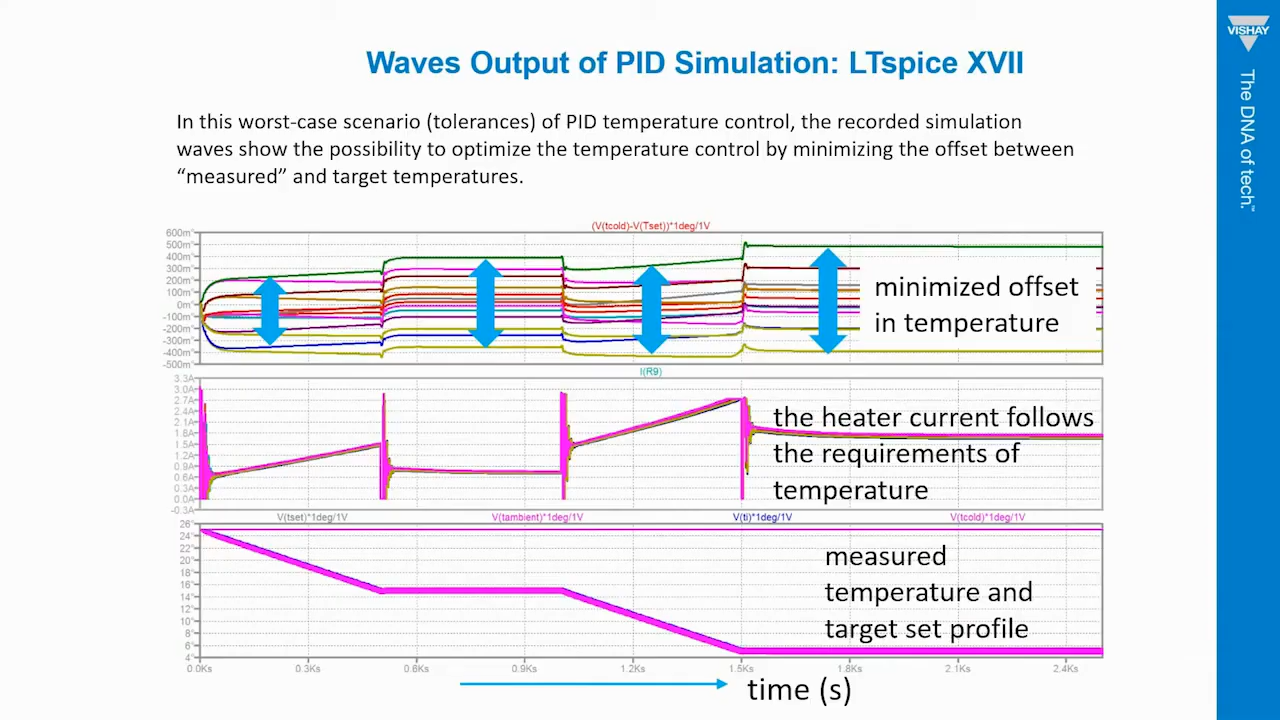 Waves Output of PID Simulation: LTspice XVII
VISHAY
The DNA of tech.™
In this worst-case scenario (tolerances) of PID temperature control, the recorded simulation
waves show the possibility to optimize the temperature control by minimizing the offset between
“measured” and target temperatures.
(V(tcold)-V(Tset))*1deg/1V
600m°
500m°
400m°
300m°
200m°
100m°
0m°
-100m°
-200m°
-300m°
-400m°
-500m°
minimized offset
in temperature
I(R9)
3.3A
3.0A
2.7A
2.4A
2.1A
1.8A
1.5A
1.2A
0.9A
0.6A
0.3A
0.0A
-0.3A
the heater current follows
the requirements of
temperature
V(tset)*1deg/1V V(tambient)*1deg/1V V(ti)*1deg/1V V(tcold)*1deg/1V
26°
24°
22°
20°
18°
16°
14°
12°
10°
8°
6°
4°
measured
temperature and
target set profile
0.0Ks 0.3Ks 0.6Ks 0.9Ks 1.2Ks 1.5Ks 1.8Ks 2.1Ks 2.4Ks
time (s)